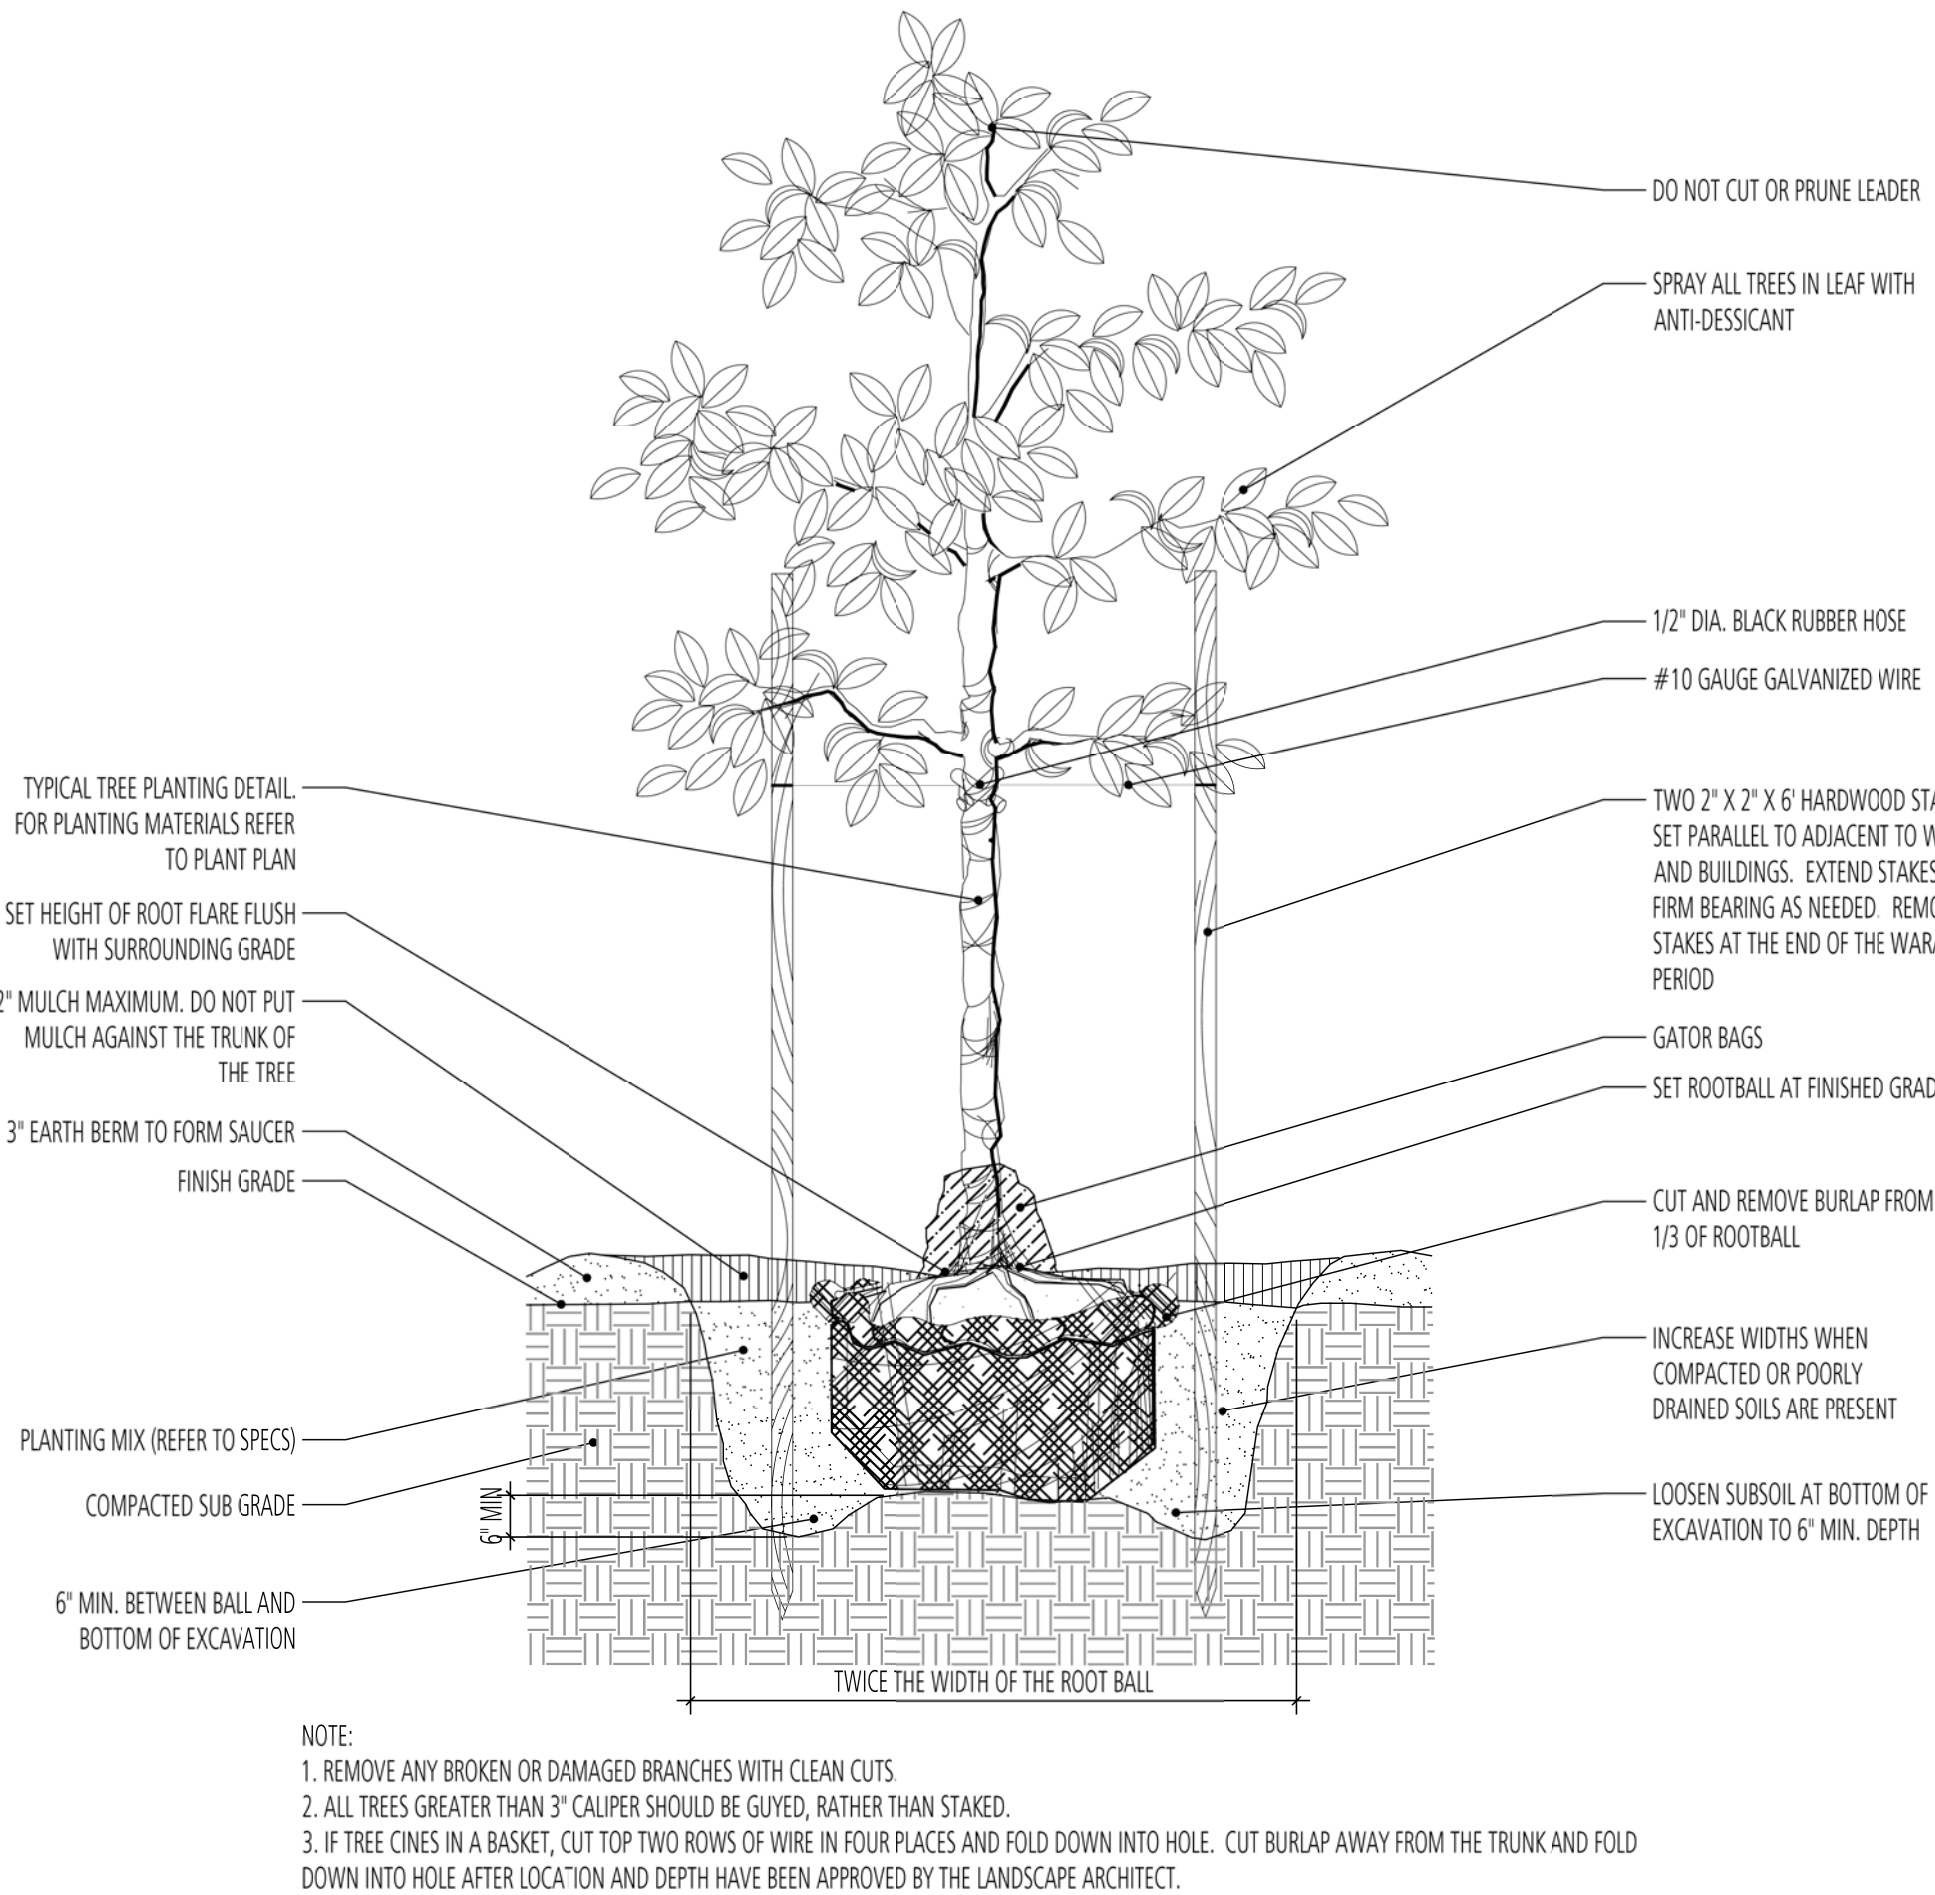 DO NOT CUT OR PRUNE LEADER
SPRAY ALL TREES IN LEAF WITH
ANTI-DESSICANT
1/2" DIA. BLACK RUBBER HOSE
#10 GAUGE GALVANIZED WIRE
TWO 2" X 2" X 6' HARDWOOD
SET PARALLEL TO ADJACENT TO
AND BUILDINGS. EXTEND STAKES
FIRM BEARING AS NEEDED. 
STAKES AT THE END OF THE
PERIOD
GATOR BAGS
SET ROOTBALL AT FINISHED
CUT AND REMOVE BURLAP FROM
1/3 OF ROOTBALL
INCREASE WIDTHS WHEN
COMPACTED OR POORLY
DRAINED SOILS ARE PRESENT
LOOSEN SUBSOIL AT BOTTOM OF
EXCAVATION TO 6" MIN. DEPTH
TYPICAL TREE PLANTING DETAIL.
FOR PLANTING MATERIALS REFER
TO PLANT PLAN
SET HEIGHT OF ROOT FLARE FLUSH
WITH SURROUNDING GRADE
2" MULCH MAXIMUM. DO NOT PUT
MULCH AGAINST THE TRUNK OF
THE TREE
3" EARTH BERM TO FORM SAUCER
FINISH GRADE
PLANTING MIX (REFER TO SPECS)
COMPACTED SUB GRADE
6" MIN
6" MIN. BETWEEN BALL AND
BOTTOM OF EXCAVATION
TWICE THE WIDTH OF THE ROOT BALL
NOTE:
1. REMOVE ANY BROKEN OR DAMAGED BRANCHES WITH CLEAN CUTS.
2. ALL TREES GREATER THAN 3" CALIPER SHOULD BE GUYED, RATHER THAN STAKED.
3. IF TREE CINES IN A BASKET, CUT TOP TWO ROWS OF WIRE IN FOUR PLACES AND FOLD DOWN INTO HOLE. CUT BURLAP AWAY FROM THE TRUNK AND FOLD
DOWN INTO HOLE AFTER LOCATION AND DEPTH HAVE BEEN APPROVED BY THE LANDSCAPE ARCHITECT.